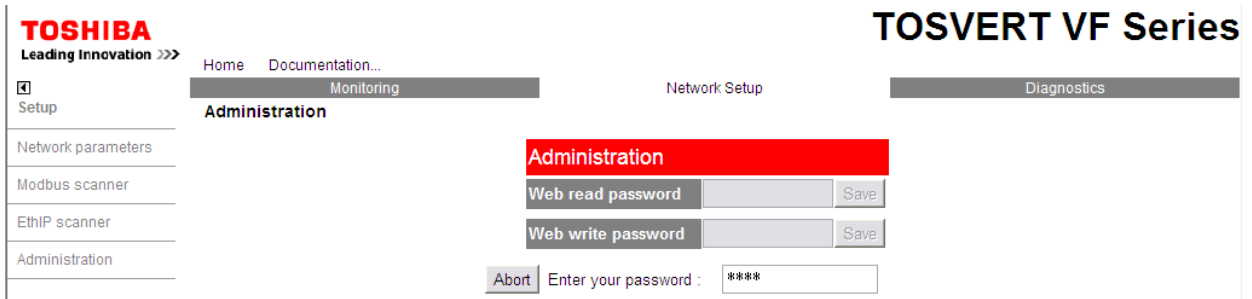 TOSHIBA
Leading Innovation >>>
TOSVERT VF Series
Home Documentation...
Monitoring Network Setup Diagnostics
Setup
Administration
Network parameters
Modbus scanner
EthIP scanner
Administration
Administration
Web read password Save
Web write password Save
Abort Enter your password : ****